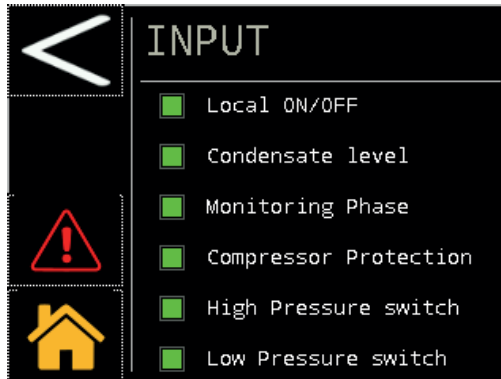 INPUT
Local ON/OFF
Condensate level
Monitoring Phase
Compressor Protection
High Pressure switch
Low Pressure switch